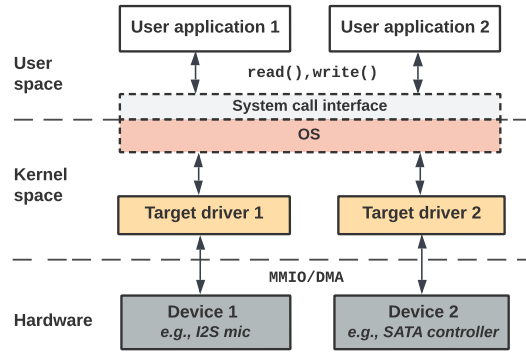 User application 1
User application 2
User
space
read(),write()
System call interface
OS
Kernel
space
Target driver 1
Target driver 2
MMIO/DMA
Hardware
Device 1
e.g., I2S mic
Device 2
e.g., SATA controller